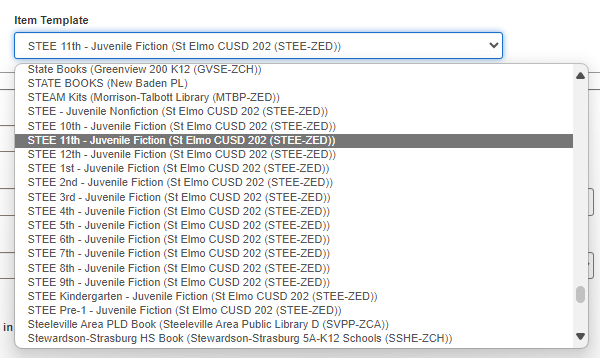 Item Template
STEE 11th - Juvenile Fiction (St Elmo CUSD 202 (STEE-ZED))
State Books (Greenview 200 K12 (GVSE-ZCH))
STATE BOOKS (New Baden PL)
STEAM Kits (Morrison-Talbott Library (MTBP-ZED))
STEE - Juvenile Nonfiction (St Elmo CUSD 202 (STEE-ZED))
STEE 10th - Juvenile Fiction (St Elmo CUSD 202 (STEE-ZED))
STEE 11th - Juvenile Fiction (St Elmo CUSD 202 (STEE-ZED))
STEE 12th - Juvenile Fiction (St Elmo CUSD 202 (STEE-ZED))
STEE 1st - Juvenile Fiction (St Elmo CUSD 202 (STEE-ZED))
STEE 2nd - Juvenile Fiction (St Elmo CUSD 202 (STEE-ZED))
STEE 3rd - Juvenile Fiction (St Elmo CUSD 202 (STEE-ZED))
STEE 4th - Juvenile Fiction (St Elmo CUSD 202 (STEE-ZED))
STEE 5th - Juvenile Fiction (St Elmo CUSD 202 (STEE-ZED))
STEE 6th - Juvenile Fiction (St Elmo CUSD 202 (STEE-ZED))
STEE 7th - Juvenile Fiction (St Elmo CUSD 202 (STEE-ZED))
STEE 8th - Juvenile Fiction (St Elmo CUSD 202 (STEE-ZED))
STEE 9th - Juvenile Fiction (St Elmo CUSD 202 (STEE-ZED))
STEE Kindergarten - Juvenile Fiction (St Elmo CUSD 202 (STEE-ZED))
STEE Pre-1 - Juvenile Fiction (St Elmo CUSD 202 (STEE-ZED))
Steeleville Area PLD Book (Steeleville Area Public Library D (SVPP-ZCA))
in
Stewardson-Strasburg HS Book (Stewardson-Strasburg 5A-K12 Schools (SSHE-ZCH))